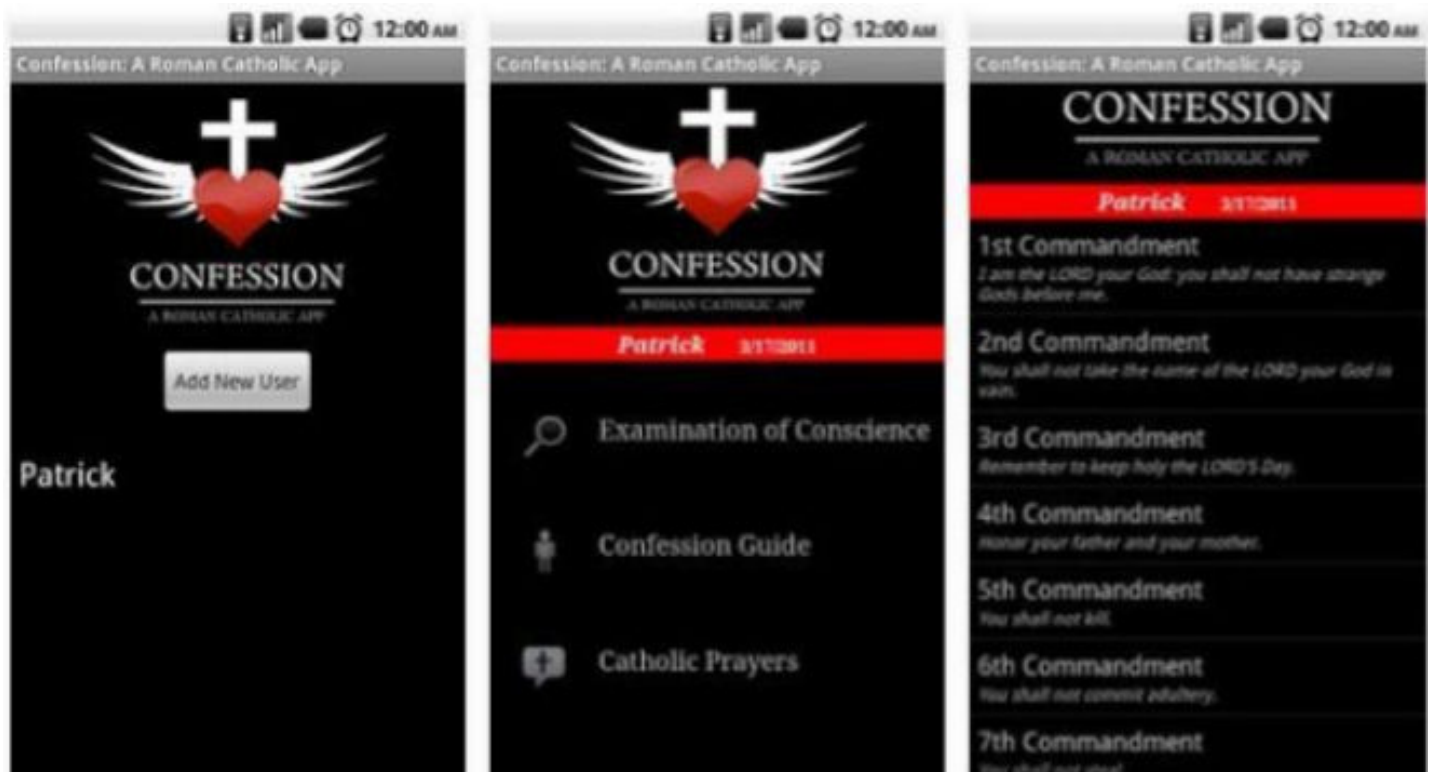 12:00 AM
Confession: A Roman Catholic App
CONFESSION
A ROMAN CATHOLIC APP
Add New User
Patrick
12:00 AM
Confession: A Roman Catholic App
CONFESSION
A ROMAN CATHOLIC APP
Patrick 3/17/2011
Examination of Conscience
Confession Guide
Catholic Prayers
12:00 AM
Confession: A Roman Catholic App
CONFESSION
A ROMAN CATHOLIC APP
Patrick 3/17/2011
1st Commandment
I am the LORD your God: you shall not have strange
Gods before me.
2nd Commandment
You shall not take the name of the LORD your God in
vain.
3rd Commandment
Remember to keep holy the LORD'S Day.
4th Commandment
Honor your father and your mother.
5th Commandment
You shall not kill.
6th Commandment
You shall not commit adultery.
7th Commandment
You shall not steal.